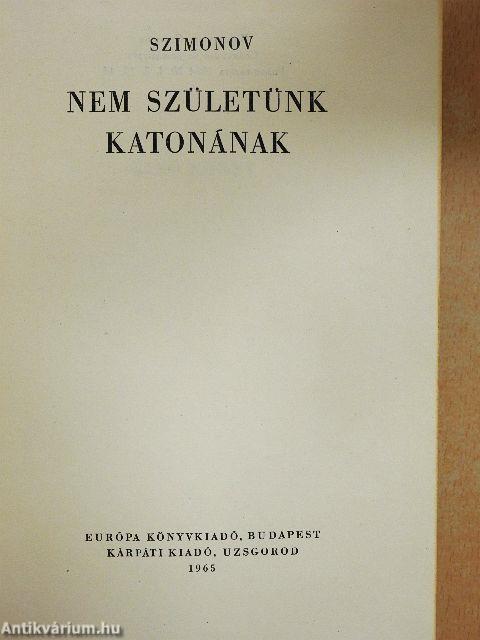 SZIMONOV
NEM SZÜLETÜNK
KATONÁNAK
EURÓPA KÖNYVKIADÓ, BUDAPEST
KÁRPÁTI KIADÓ, UZSGOROD
1965
Antikvárium.hu